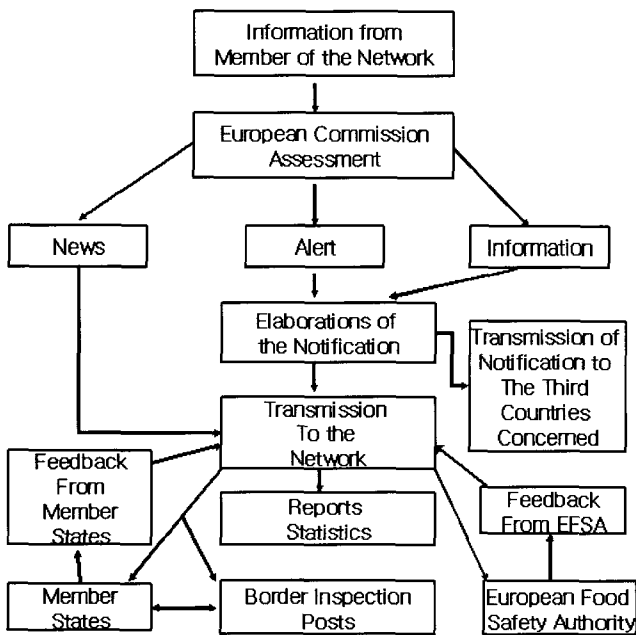 Information from
Member of the Network
European Commission
Assessment
News
Alert
Information
Elaborations of
the Notification
Transmission of
Notification to
The Third
Countries
Concerned
Transmission
To the
Network
Feedback
From
Member
States
Reports
Statistics
Feedback
From EFSA
Member
States
Border Inspection
Posts
European Food
Safety Authority